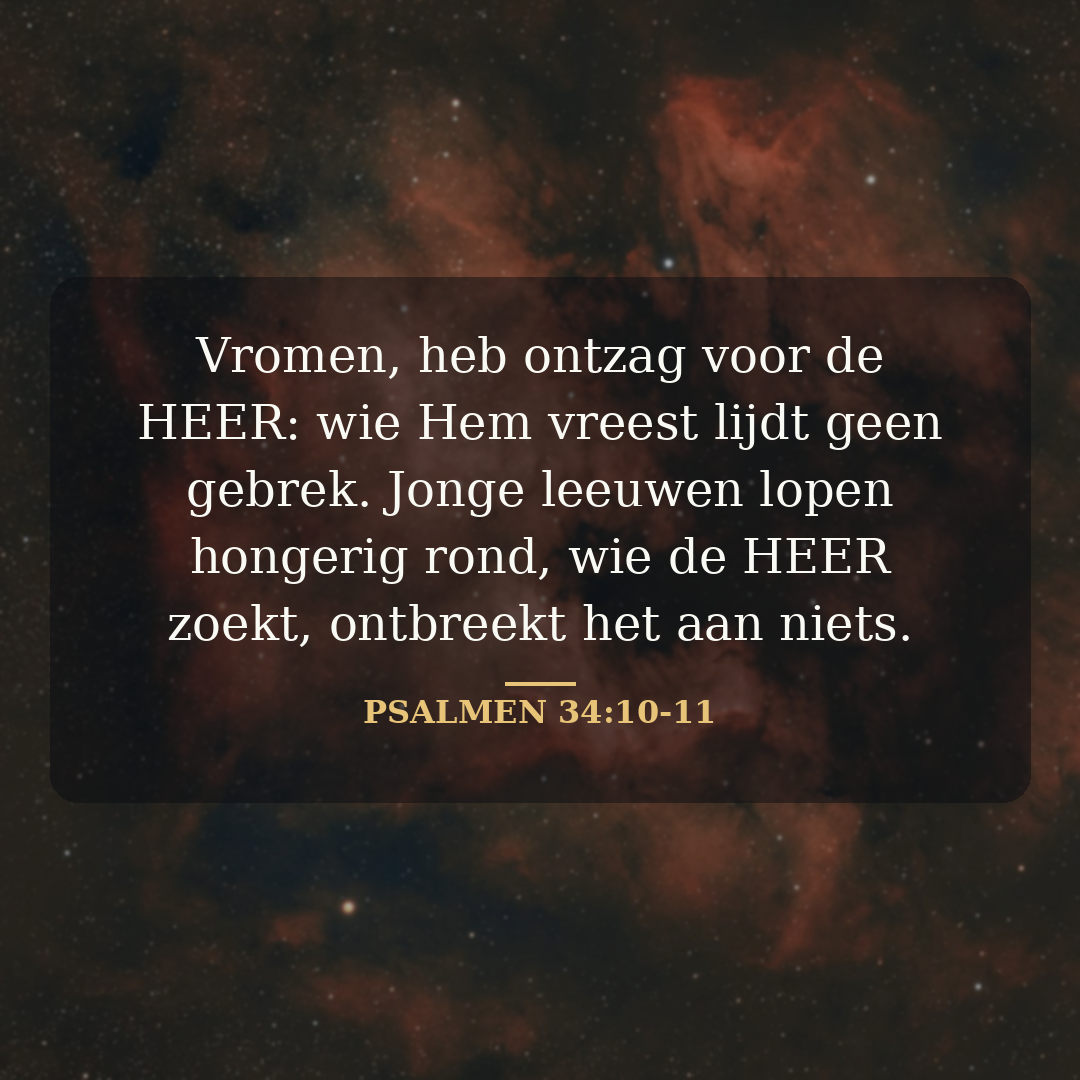 Vromen, heb ontzag voor de
HEER: wie Hem vreest lijdt geen
gebrek. Jonge leeuwen lopen
hongerig rond, wie de HEER
zoekt, ontbreekt het aan niets.
PSALMEN 34:10-11